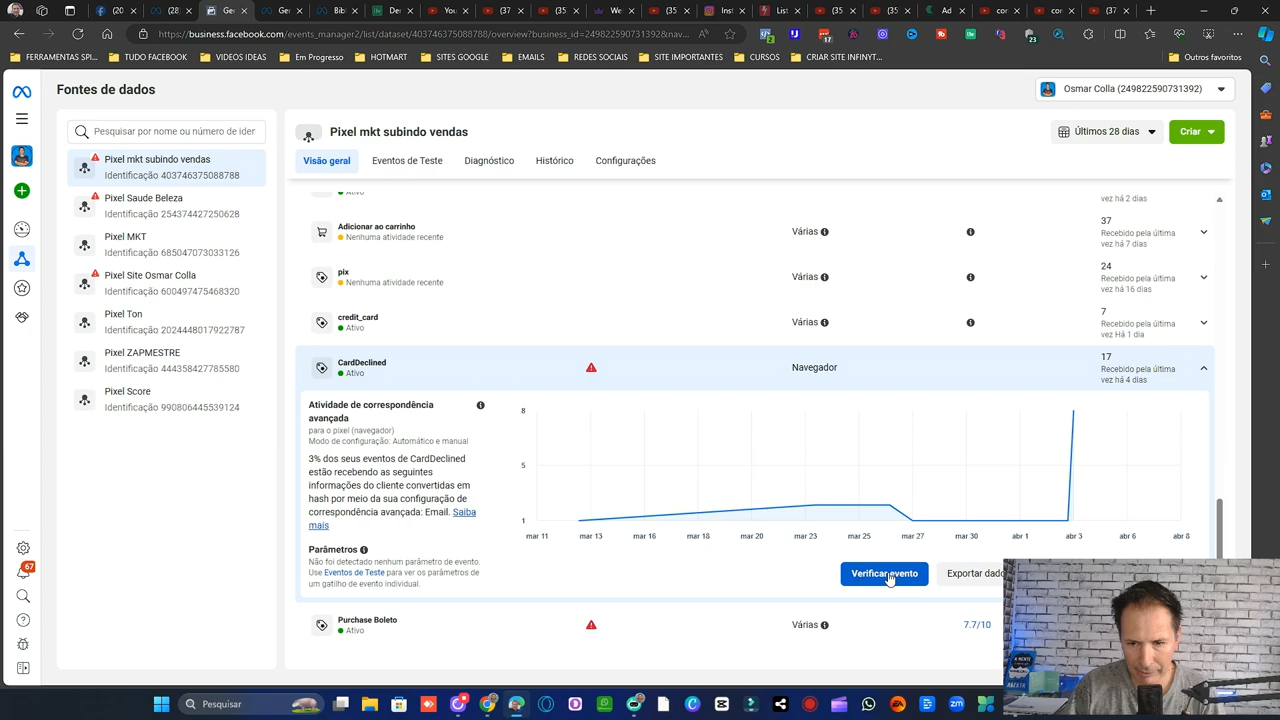 https://business.facebook.com/events_manager2/list/dataset/403746375088788/overview?business_id=249822590731392&nav...
FERRAMENTAS SPI...
TUDO FACEBOOK
VIDEOS IDEAS
Em Progresso
HOTMART
SITES GOOGLE
EMAILS
REDES SOCIAIS
SITE IMPORTANTES
CURSOS
CRIAR SITE INFINYT...
Outros favoritos
Fontes de dados
Osmar Colla (249822590731392)
Pesquisar por nome ou número de iden
Pixel mkt subindo vendas
Identificação 403746375088788
Pixel Saude Beleza
Identificação 254374427250628
Pixel MKT
Identificação 685047073033126
Pixel Site Osmar Colla
Identificação 600497475468320
Pixel Ton
Identificação 2024448017922787
Pixel ZAPMESTRE
Identificação 444358427785580
Pixel Score
Identificação 990806445539124
Pixel mkt subindo vendas
Últimos 28 dias
Criar
Visão geral
Eventos de Teste
Diagnóstico
Histórico
Configurações
Ativo
vez há 2 dias
Adicionar ao carrinho
Nenhuma atividade recente
Várias
37
Recebido pela última
vez há 7 dias
pix
Nenhuma atividade recente
Várias
24
Recebido pela última
vez há 16 dias
credit_card
Ativo
Várias
7
Recebido pela última
vez Há 1 dia
CardDeclined
Ativo
Navegador
17
Recebido pela última
vez há 4 dias
Atividade de correspondência
avançada
para o pixel (navegador)
Modo de configuração: Automático e manual
3% dos seus eventos de CardDeclined
estão recebendo as seguintes
informações do cliente convertidas em
hash por meio da sua configuração de
correspondência avançada: Email. Saiba
mais
Parâmetros
Não foi detectado nenhum parâmetro de evento.
Use Eventos de Teste para ver os parâmetros de
um gatilho de evento individual.
8
5
1
mar 11 mar 13 mar 16 mar 18 mar 20 mar 23 mar 25 mar 27 mar 30 abr 1 abr 3 abr 6 abr 8
Verificar evento
Exportar dado
Purchase Boleto
Ativo
Várias
7.7/10
67
Pesquisar